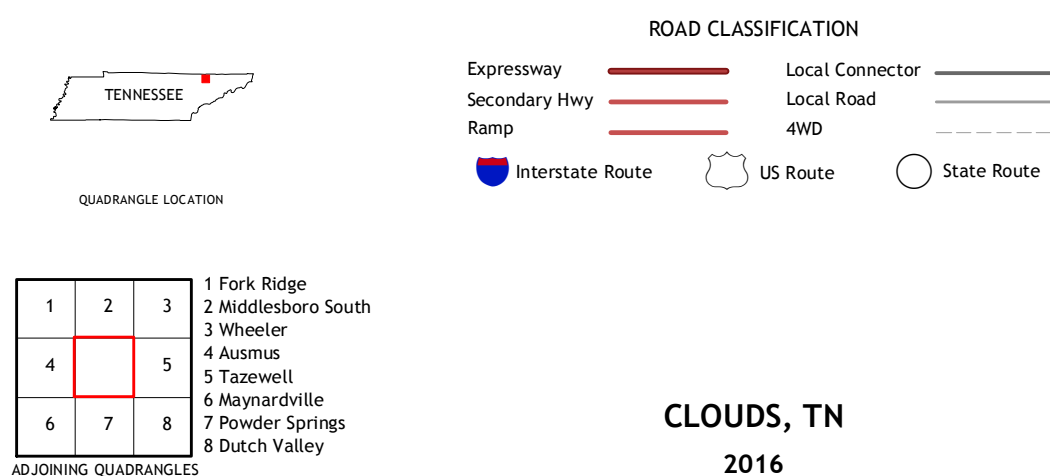 TENNESSEE
QUADRANGLE LOCATION
ROAD CLASSIFICATION
Expressway
Local Connector
Secondary Hwy
Local Road
Ramp
4WD
Interstate Route
US Route
State Route
1 2 3
4 5
6 7 8
ADJOINING QUADRANGLES
1 Fork Ridge
2 Middlesboro South
3 Wheeler
4 Ausmus
5 Tazewell
6 Maynardville
7 Powder Springs
8 Dutch Valley
CLOUDS, TN
2016